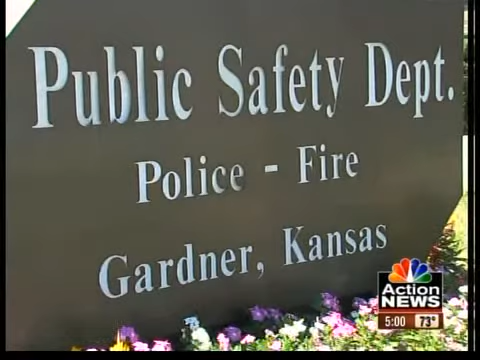 Public Safety Dept.
Police - Fire
Gardner, Kansas
Action
NEWS
5:00 73°